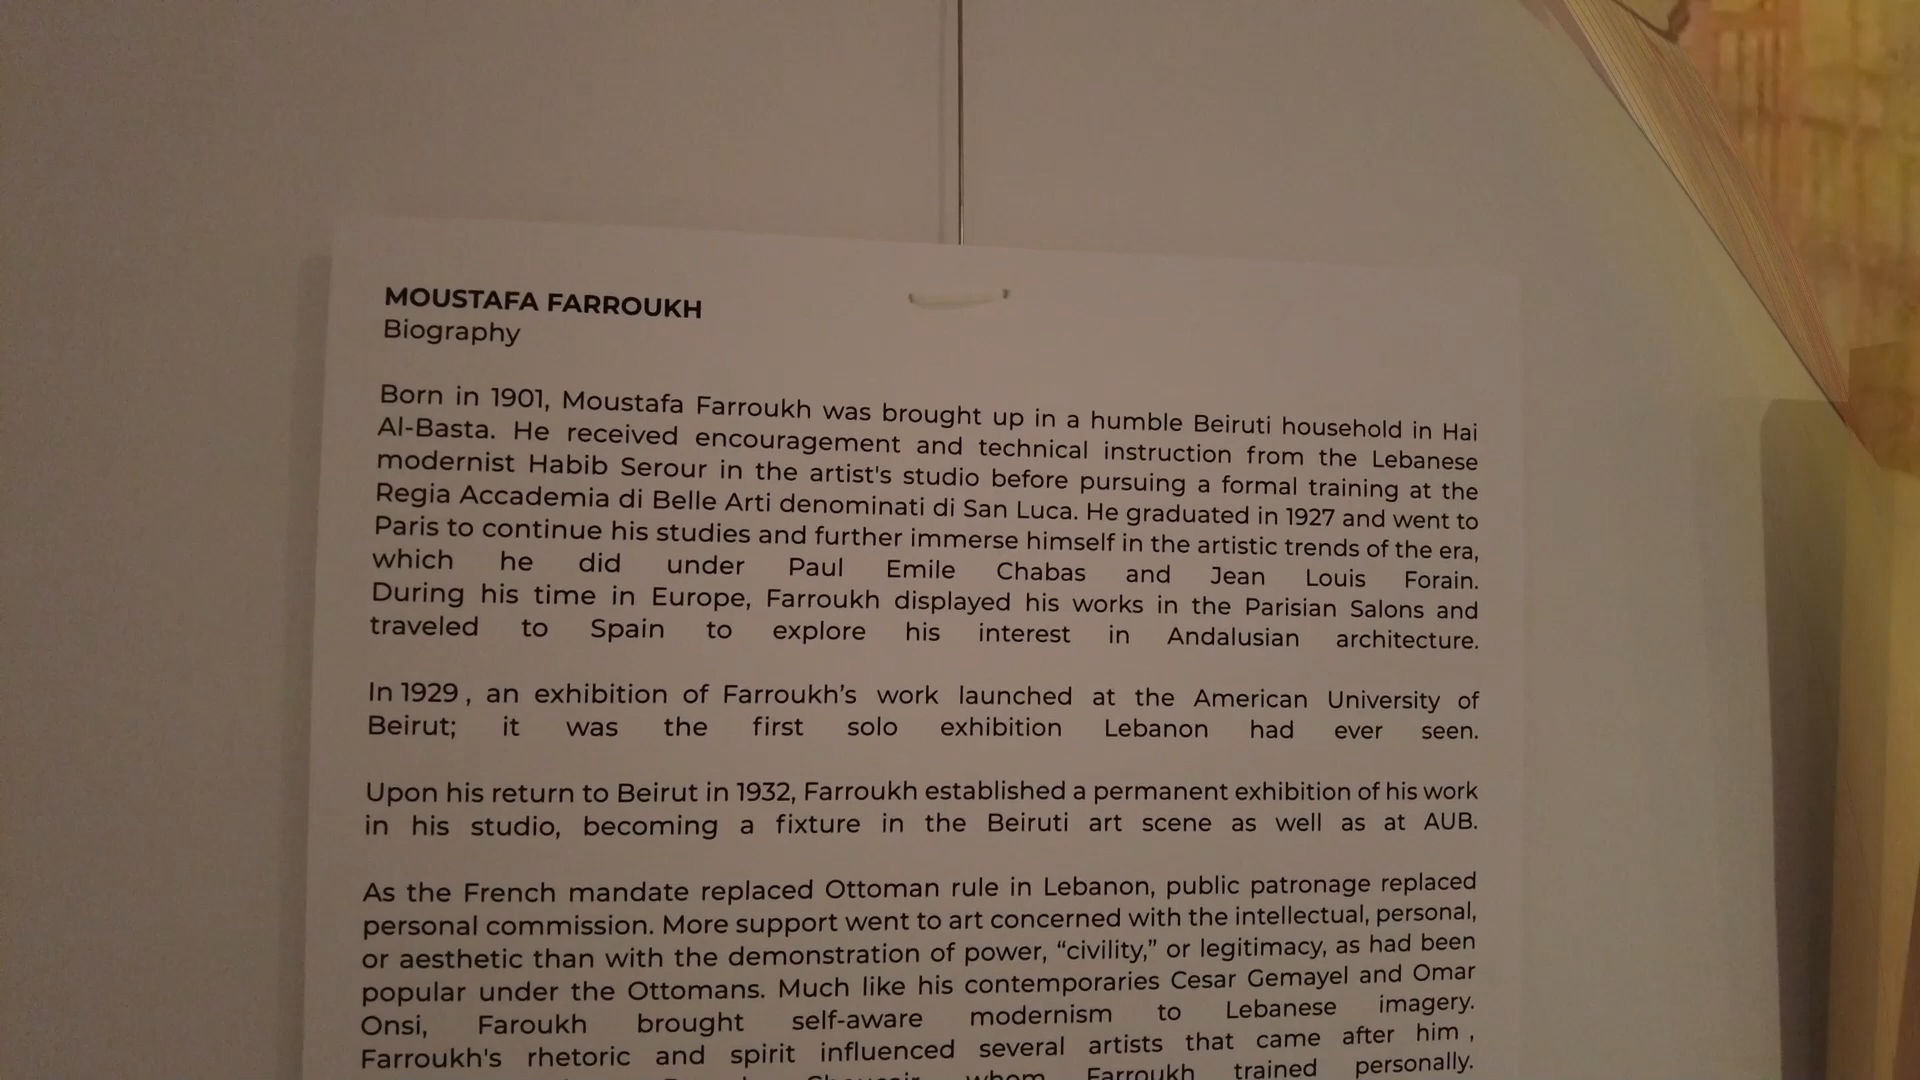 MOUSTAFA FARROUKH
Biography
Born in 1901, Moustafa Farroukh was brought up in a humble Beiruti household in Hai
Al-Basta. He received encouragement and technical instruction from the Lebanese
modernist Habib Serour in the artist's studio before pursuing a formal training at the
Regia Accademia di Belle Arti denominati di San Luca. He graduated in 1927 and went to
Paris to continue his studies and further immerse himself in the artistic trends of the era,
which he did under Paul Emile Chabas and Jean Louis Forain.
During his time in Europe, Farroukh displayed his works in the Parisian Salons and
traveled to Spain to explore his interest in Andalusian architecture.
In 1929 , an exhibition of Farroukh’s work launched at the American University of
Beirut; it was the first solo exhibition Lebanon had ever seen.
Upon his return to Beirut in 1932, Farroukh established a permanent exhibition of his work
in his studio, becoming a fixture in the Beiruti art scene as well as at AUB.
As the French mandate replaced Ottoman rule in Lebanon, public patronage replaced
personal commission. More support went to art concerned with the intellectual, personal,
or aesthetic than with the demonstration of power, “civility,” or legitimacy, as had been
popular under the Ottomans. Much like his contemporaries Cesar Gemayel and Omar
Onsi, Faroukh brought self-aware modernism to Lebanese imagery.
Farroukh's rhetoric and spirit influenced several artists that came after him ,
whom Farroukh trained personally.